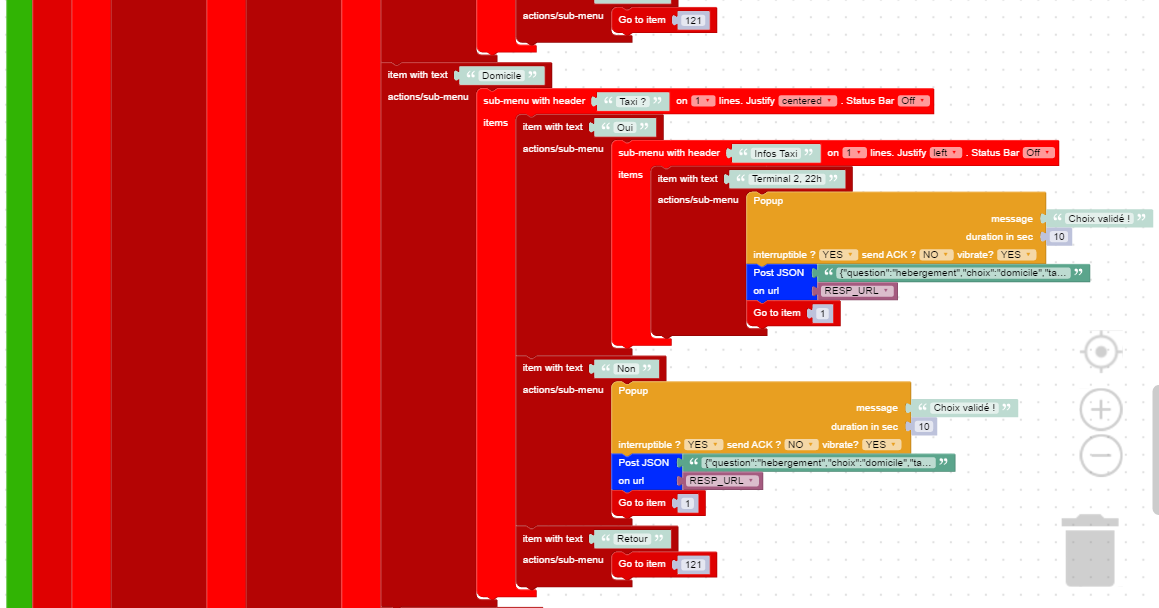 actions/sub-menu Go to item 121
item with text “ Domicile ”
actions/sub-menu sub-menu with header “ Taxi ? ” on 1 lines. Justify centered . Status Bar Off
items item with text “ Oui ”
actions/sub-menu sub-menu with header “ Infos Taxi ” on 1 lines. Justify left . Status Bar Off
items item with text “ Terminal 2, 22h ”
actions/sub-menu Popup
message “ Choix validé ! ”
duration in sec 10
interruptible ? YES send ACK ? NO vibrate? YES
Post JSON “ {"question":"hebergement","choix":"domicile","ta... ”
on url RESP_URL
Go to item 1
item with text “ Non ”
actions/sub-menu Popup
message “ Choix validé ! ”
duration in sec 10
interruptible ? YES send ACK ? NO vibrate? YES
Post JSON “ {"question":"hebergement","choix":"domicile","ta... ”
on url RESP_URL
Go to item 1
item with text “ Retour ”
actions/sub-menu Go to item 121